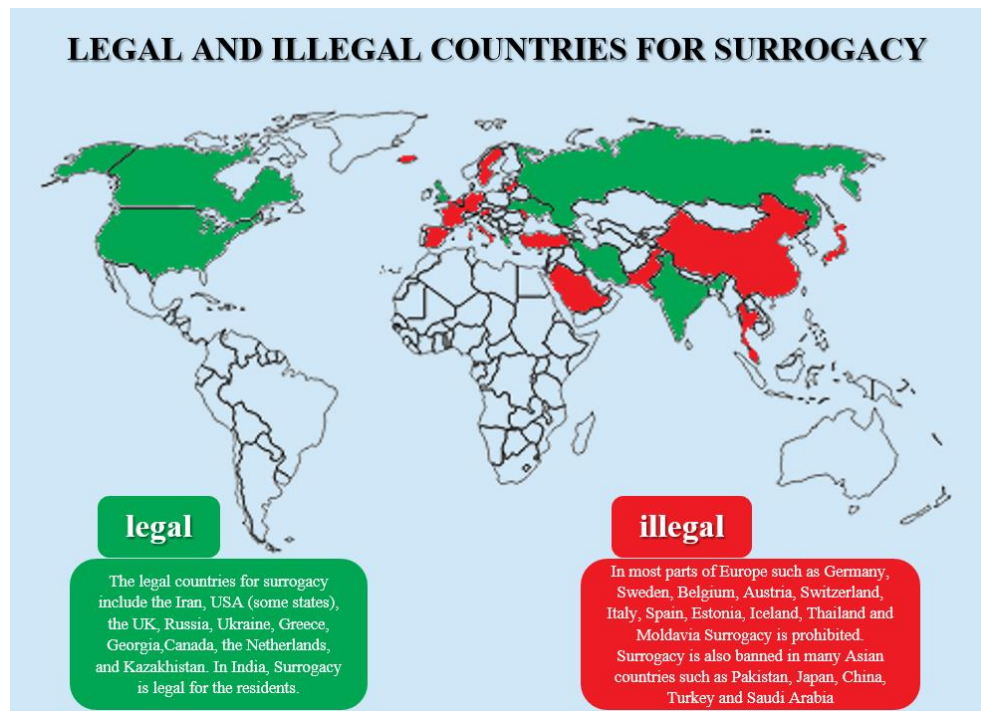 LEGAL AND ILLEGAL COUNTRIES FOR SURROGACY
legal
The legal countries for surrogacy
include the Iran, USA (some states),
the UK, Russia, Ukraine, Greece,
Georgia,Canada, the Netherlands,
and Kazakhistan. In India, Surrogacy
is legal for the residents.
illegal
In most parts of Europe such as Germany,
Sweden, Belgium, Austria, Switzerland,
Italy, Spain, Estonia, Iceland, Thailand and
Moldavia Surrogacy is prohibited.
Surrogacy is also banned in many Asian
countries such as Pakistan, Japan, China,
Turkey and Saudi Arabia